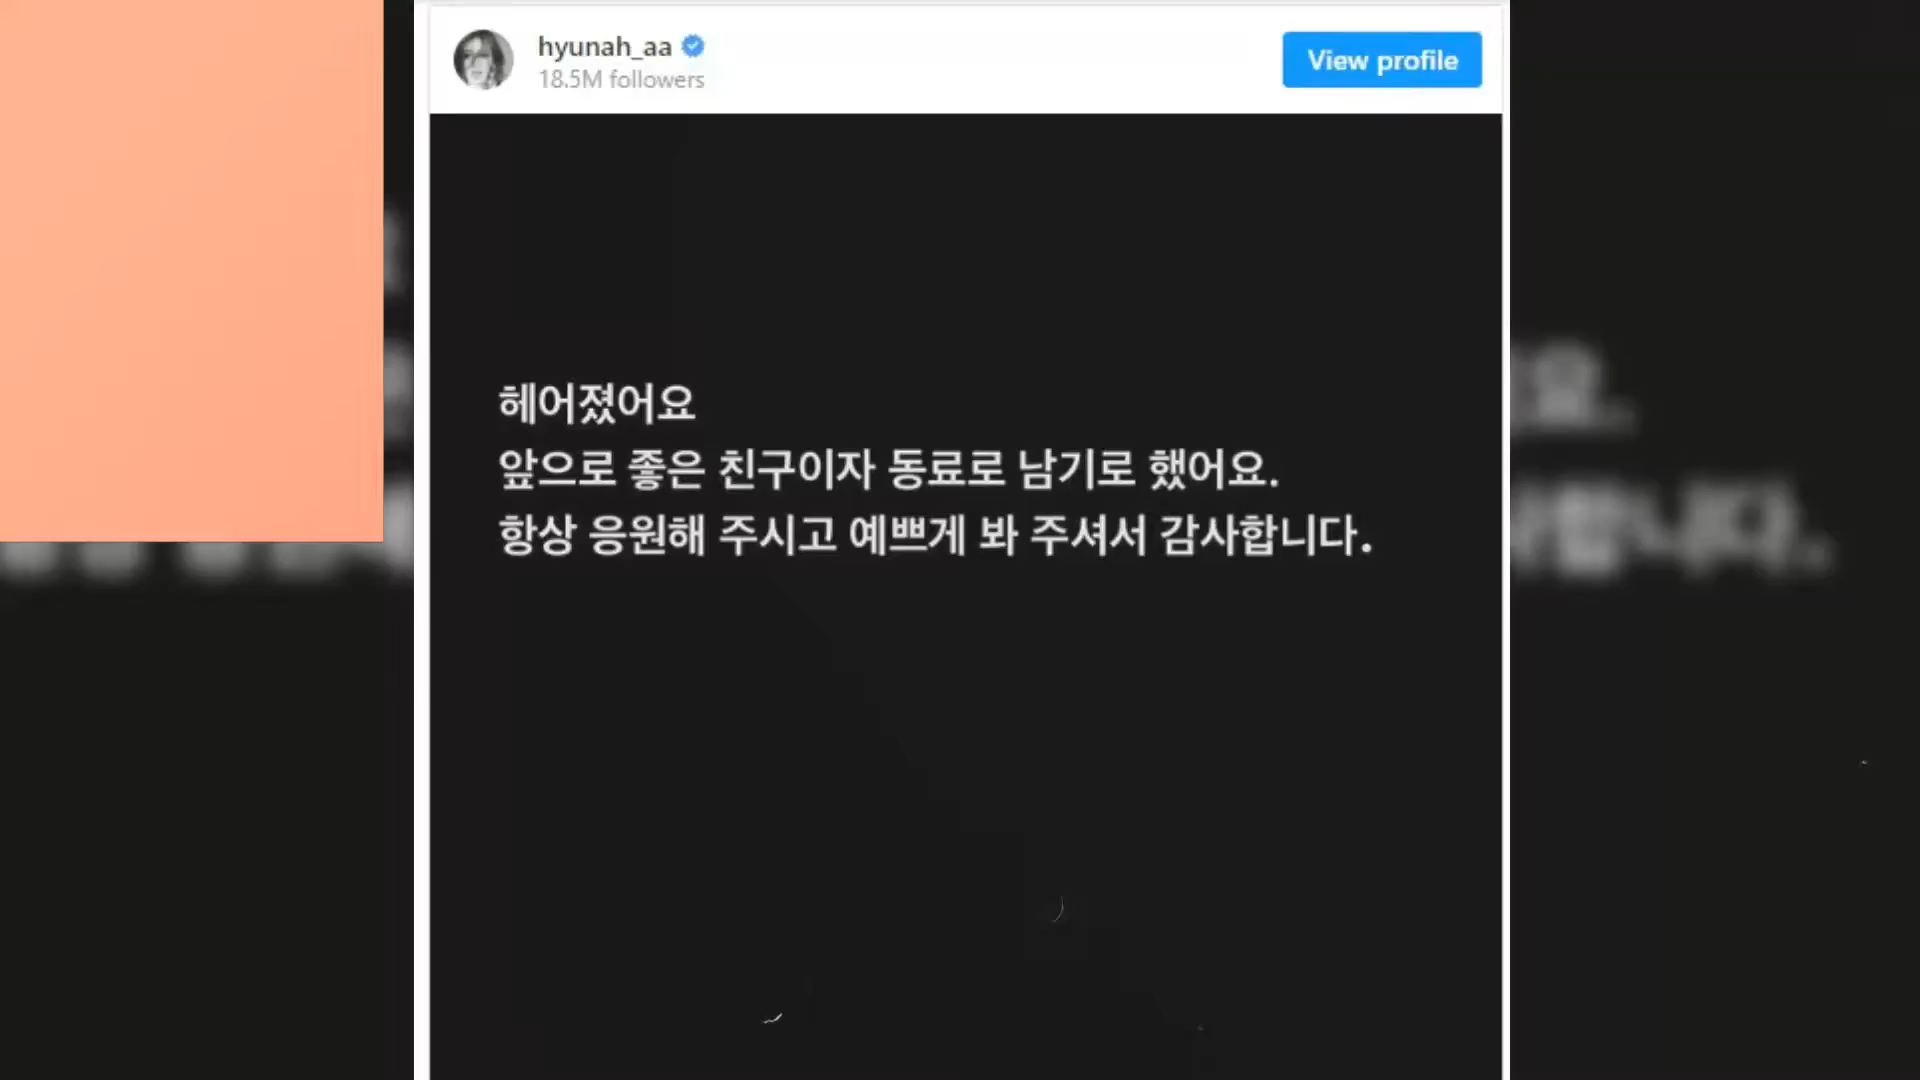 hyunah_aa
18.5M followers
View profile
헤어졌어요
앞으로 좋은 친구이자 동료로 남기로 했어요.
항상 응원해 주시고 예쁘게 봐 주셔서 감사합니다.